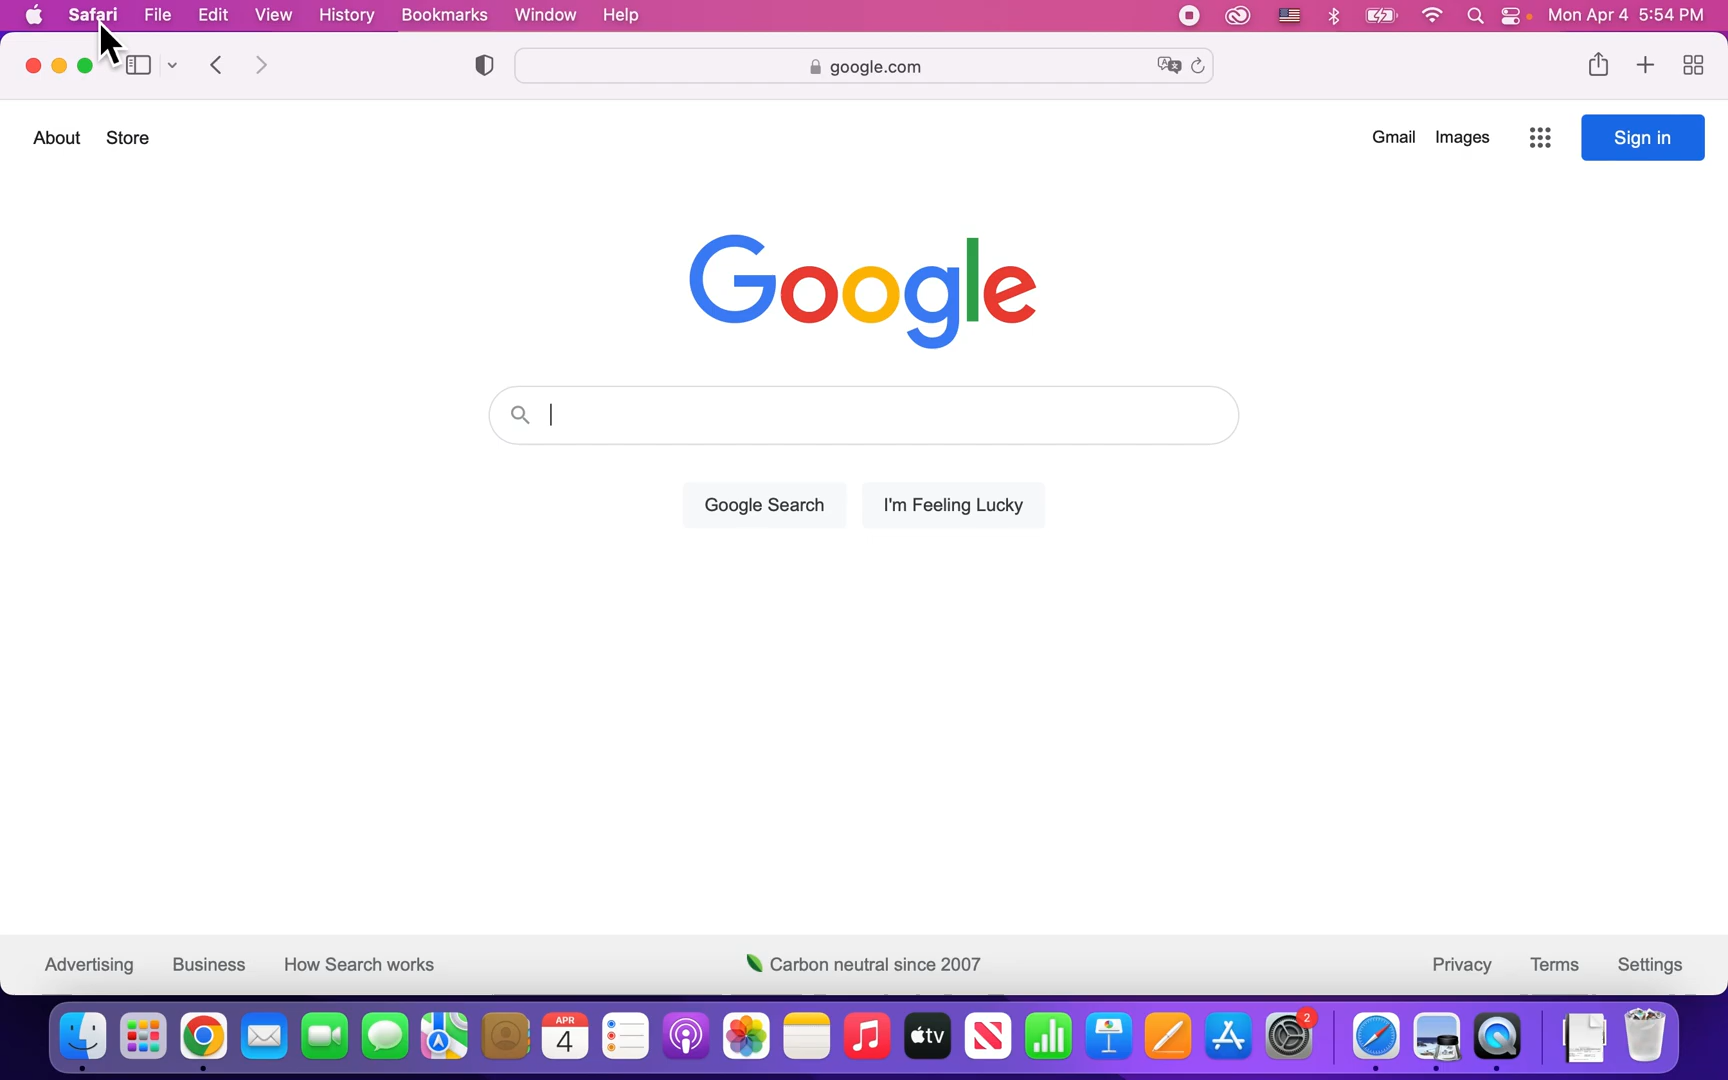 Safari File Edit View History Bookmarks Window Help Mon Apr 4 5:54 PM
google.com
About Store Gmail Images Sign in
Google
Google Search I'm Feeling Lucky
Advertising Business How Search works Carbon neutral since 2007 Privacy Terms Settings
APR
4
tv
2